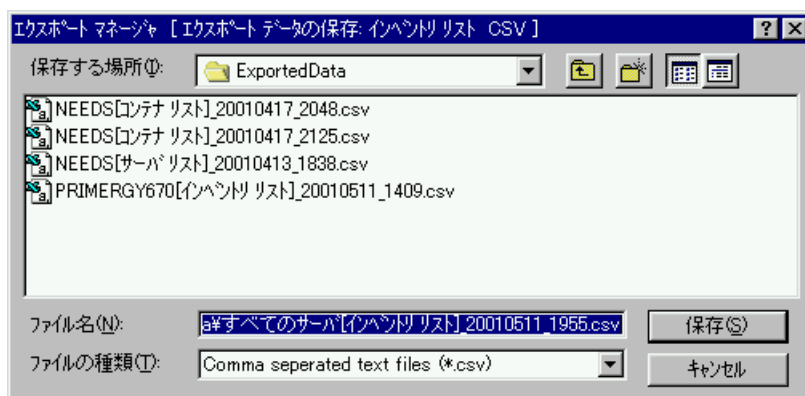 エクスポート マネージャ [ エクスポート データの保存: インベントリ リスト CSV ]
保存する場所(I):
ExportedData
NEEDS[コンテナ リスト]_20010417_2048.csv
NEEDS[コンテナ リスト]_20010417_2125.csv
NEEDS[サーバ リスト]_20010413_1838.csv
PRIMERGY670[インベントリ リスト]_20010511_1409.csv
ファイル名(N):
a¥すべてのサーバ[インベントリ リスト]_20010511_1955.csv
保存(S)
ファイルの種類(T):
Comma seperated text files (*.csv)
キャンセル